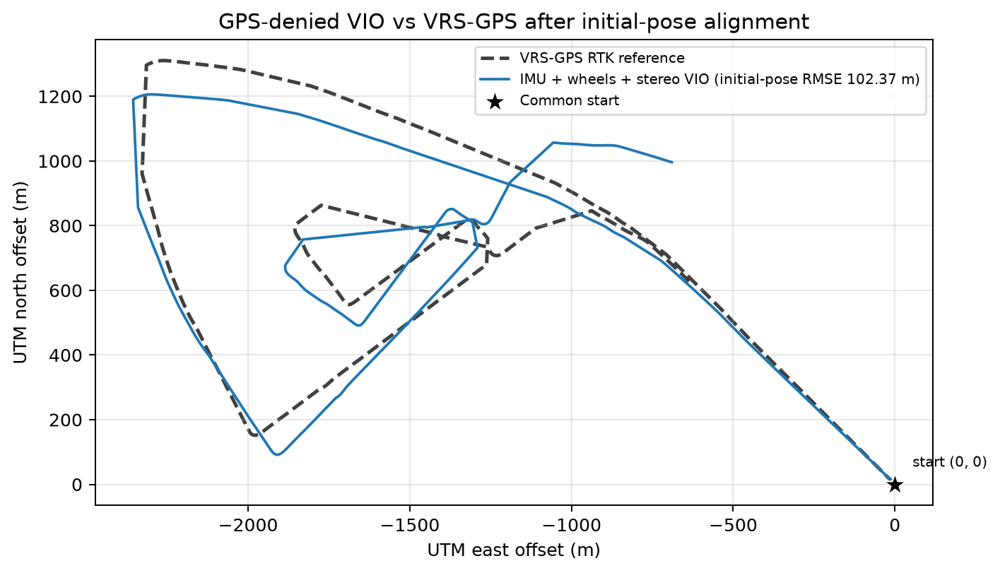 GPS-denied VIO vs VRS-GPS after initial-pose alignment
VRS-GPS RTK reference
IMU + wheels + stereo VIO (initial-pose RMSE 102.37 m)
Common start
UTM north offset (m)
1200
1000
800
600
400
200
0
start (0, 0)
−2000
−1500
−1000
−500
0
UTM east offset (m)